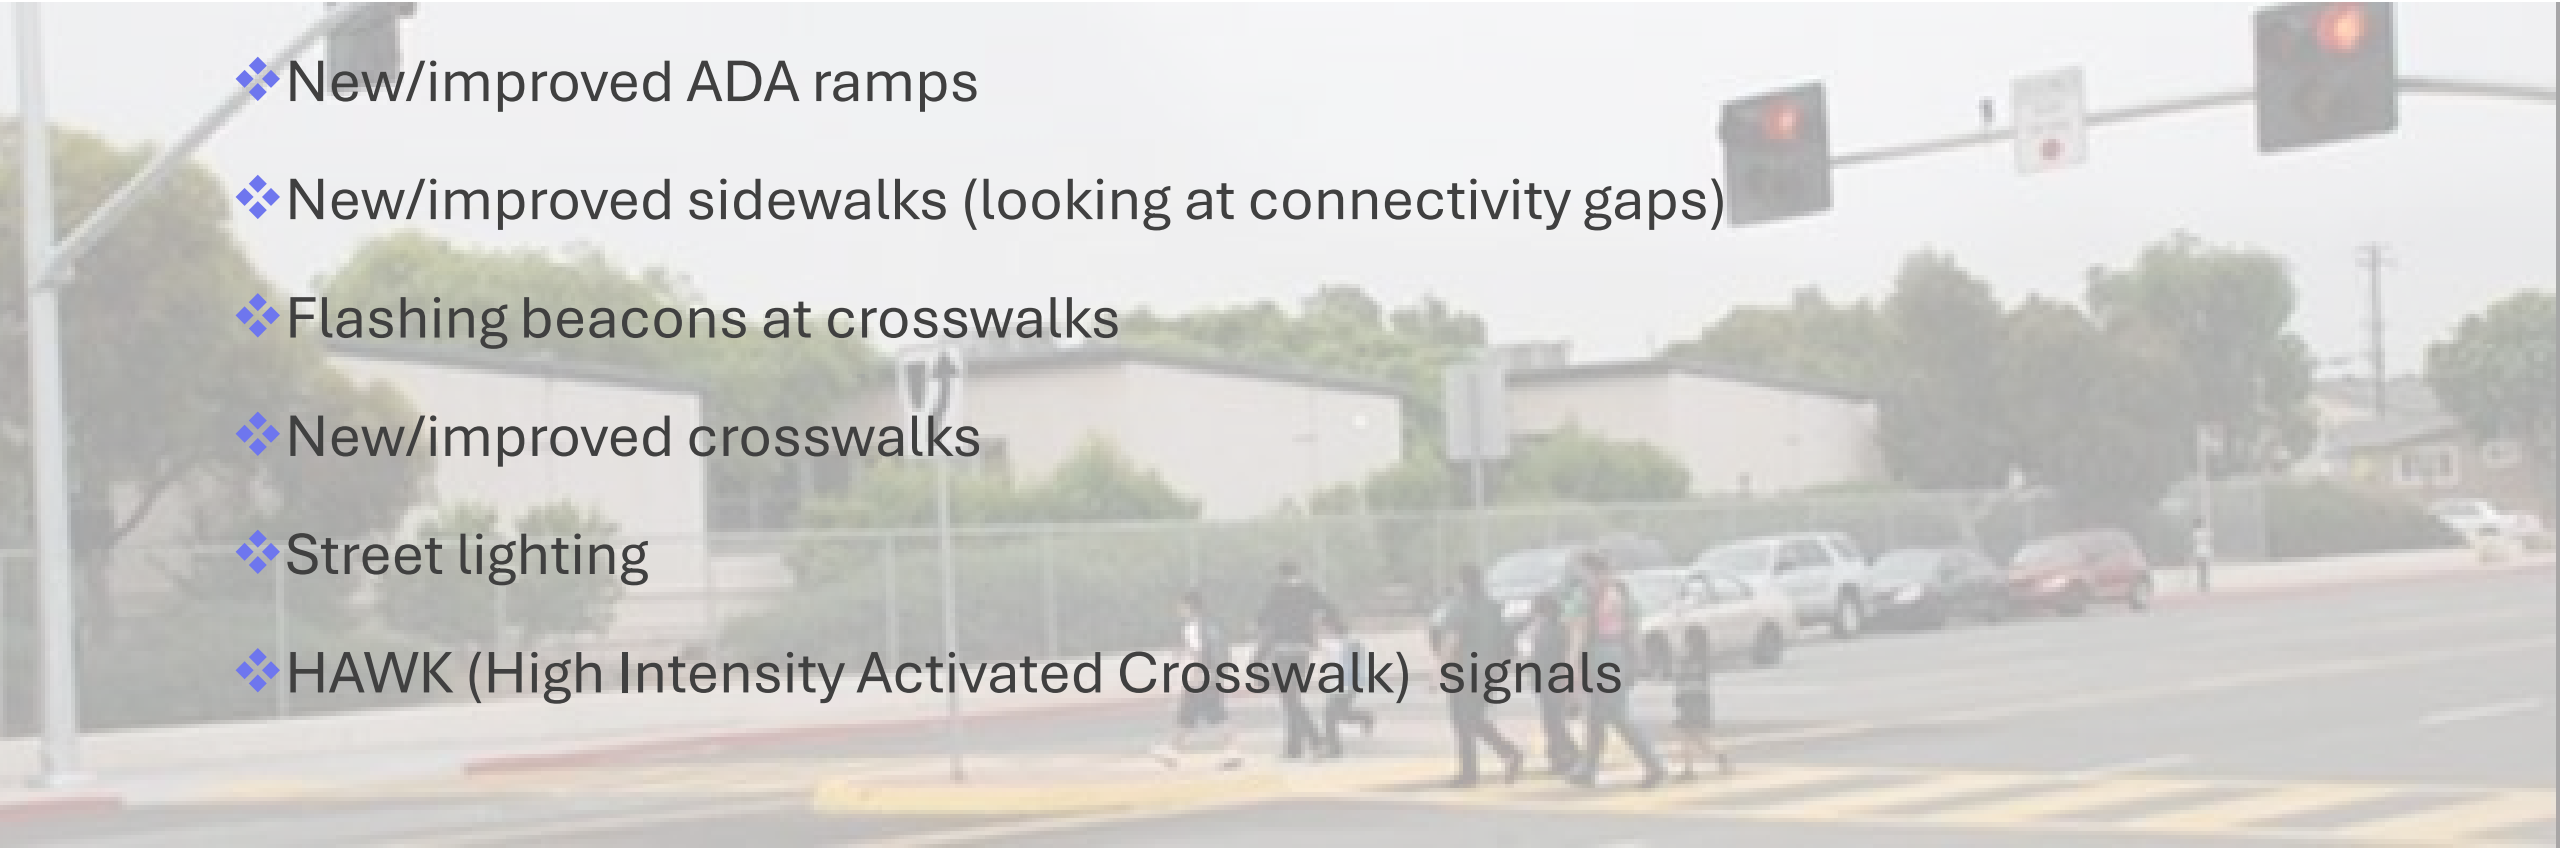 ❖New/improved ADA ramps
❖New/improved sidewalks (looking at connectivity gaps)
❖Flashing beacons at crosswalks
❖New/improved crosswalks
❖Street lighting
❖HAWK (High Intensity Activated Crosswalk)  signals